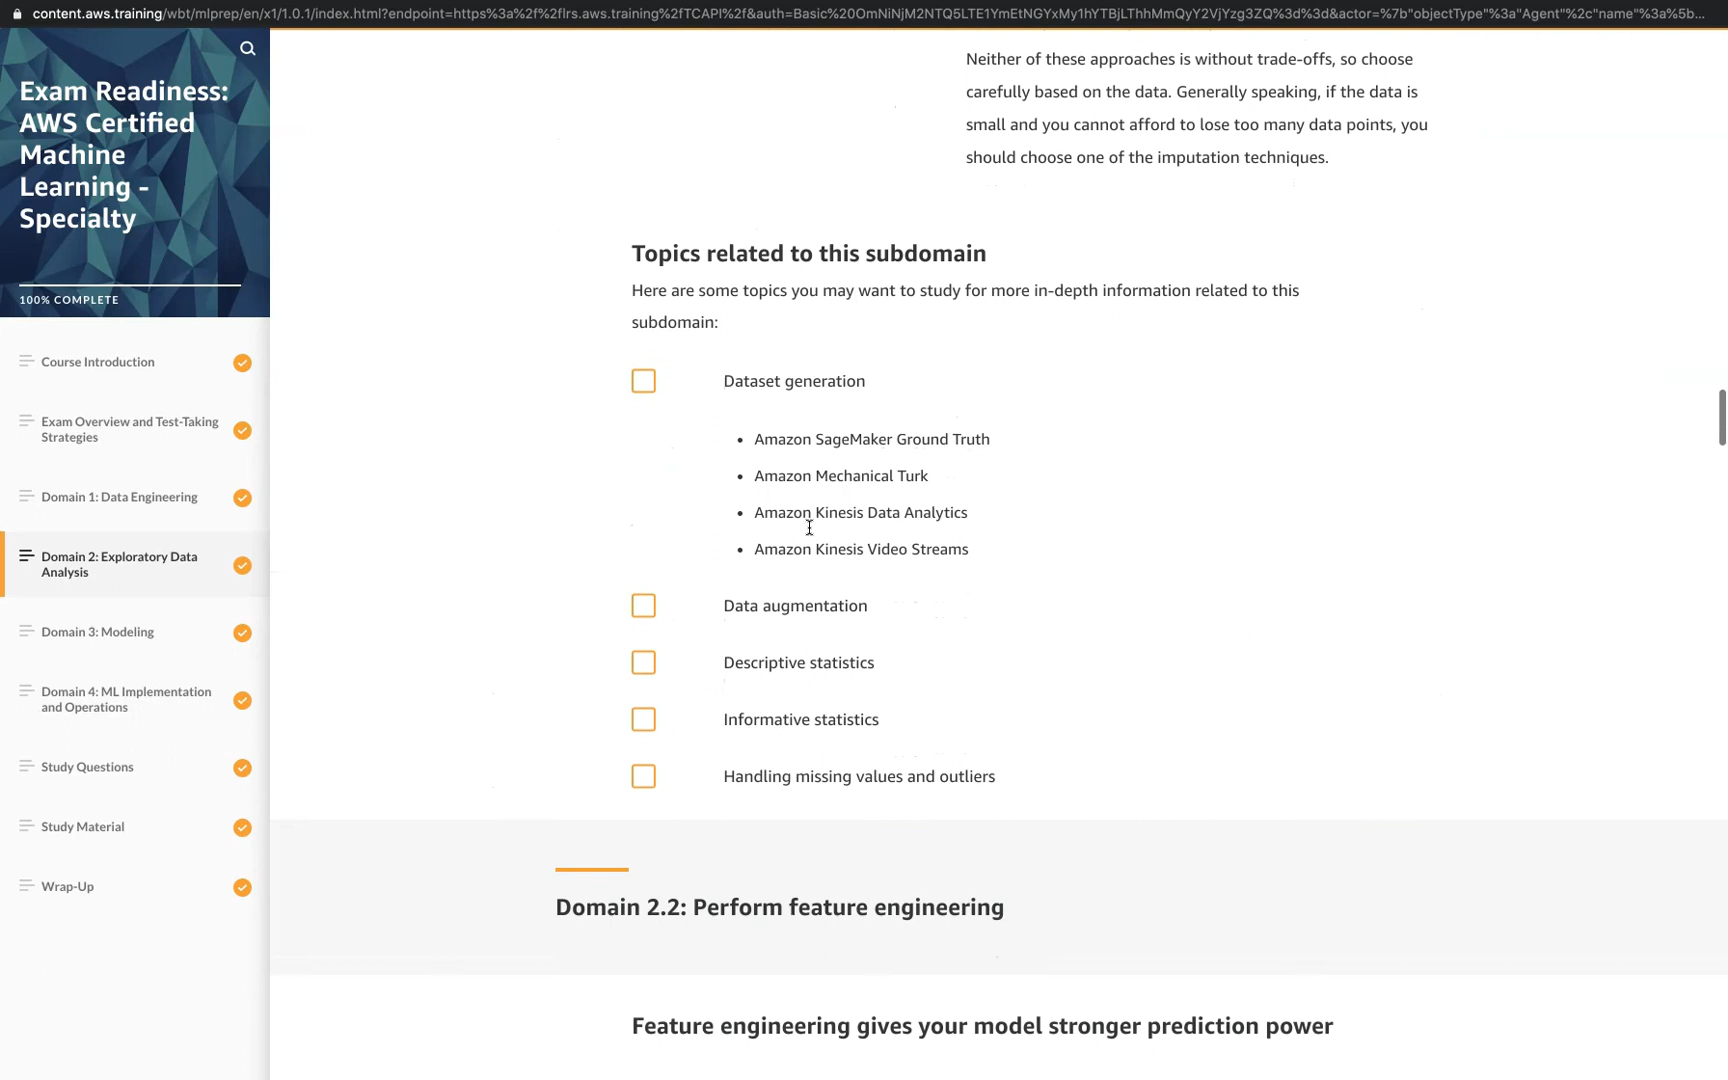 content.aws.training/wbt/mlprep/en/x1/1.0.1/index.html?endpoint=https%3a%2f%2flrs.aws.training%2fTCAPI%2f&auth=Basic%20OmNiNjM2NTQ5LTE1YmEtNGYxMy1hYTBjLThhMmQyY2VjYzg3ZQ%3d%3d&actor=%7b"objectType"%3a"Agent"%2c"name"%3a%5b...
Exam Readiness:
AWS Certified
Machine
Learning -
Specialty
100% COMPLETE
Course Introduction
Exam Overview and Test-Taking
Strategies
Domain 1: Data Engineering
Domain 2: Exploratory Data
Analysis
Domain 3: Modeling
Domain 4: ML Implementation
and Operations
Study Questions
Study Material
Wrap-Up
Neither of these approaches is without trade-offs, so choose
carefully based on the data. Generally speaking, if the data is
small and you cannot afford to lose too many data points, you
should choose one of the imputation techniques.
Topics related to this subdomain
Here are some topics you may want to study for more in-depth information related to this
subdomain:
Dataset generation
• Amazon SageMaker Ground Truth
• Amazon Mechanical Turk
• Amazon Kinesis Data Analytics
• Amazon Kinesis Video Streams
Data augmentation
Descriptive statistics
Informative statistics
Handling missing values and outliers
Domain 2.2: Perform feature engineering
Feature engineering gives your model stronger prediction power